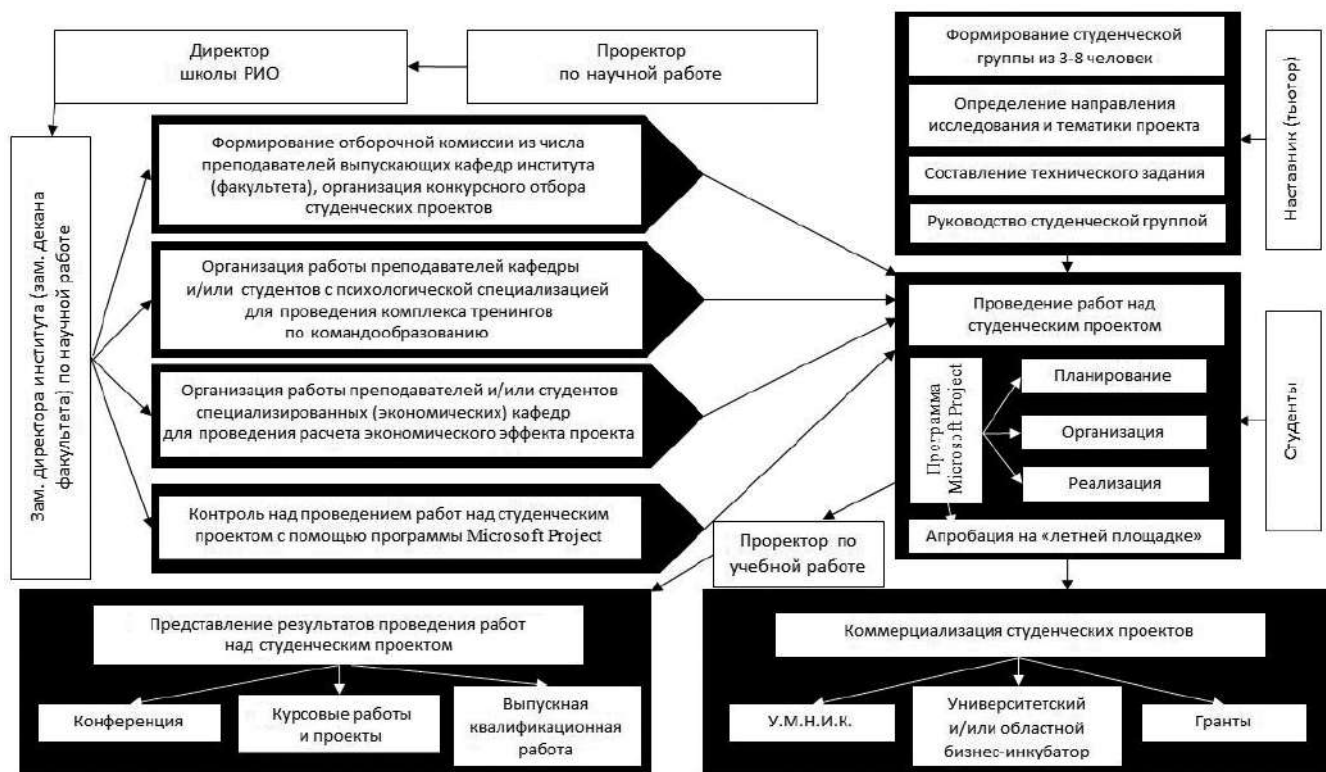 Директор
школы РИО
Проректор
по научной работе
Зам. директора института (зам. декана
факультета) по научной работе
Формирование отборочной комиссии из числа
преподавателей выпускающих кафедр института
(факультета), организация конкурсного отбора
студенческих проектов
Организация работы преподавателей кафедры
и/или студентов с психологической специализацией
для проведения комплекса тренингов
по командообразованию
Организация работы преподавателей и/или студентов
специализированных (экономических) кафедр
для проведения расчета экономического эффекта проекта
Контроль над проведением работ над студенческим
проектом с помощью программы Microsoft Project
Формирование студенческой
группы из 3-8 человек
Определение направления
исследования и тематики проекта
Составление технического задания
Руководство студенческой группой
Наставник (тьютор)
Проведение работ над
студенческим проектом
Программа
Microsoft Project
Планирование
Организация
Реализация
Апробация на «летней площадке»
Студенты
Проректор по
учебной работе
Представление результатов проведения работ
над студенческим проектом
Конференция
Курсовые работы
и проекты
Выпускная
квалификационная
работа
Коммерциализация студенческих проектов
У.М.Н.И.К.
Университетский
и/или областной
бизнес-инкубатор
Гранты